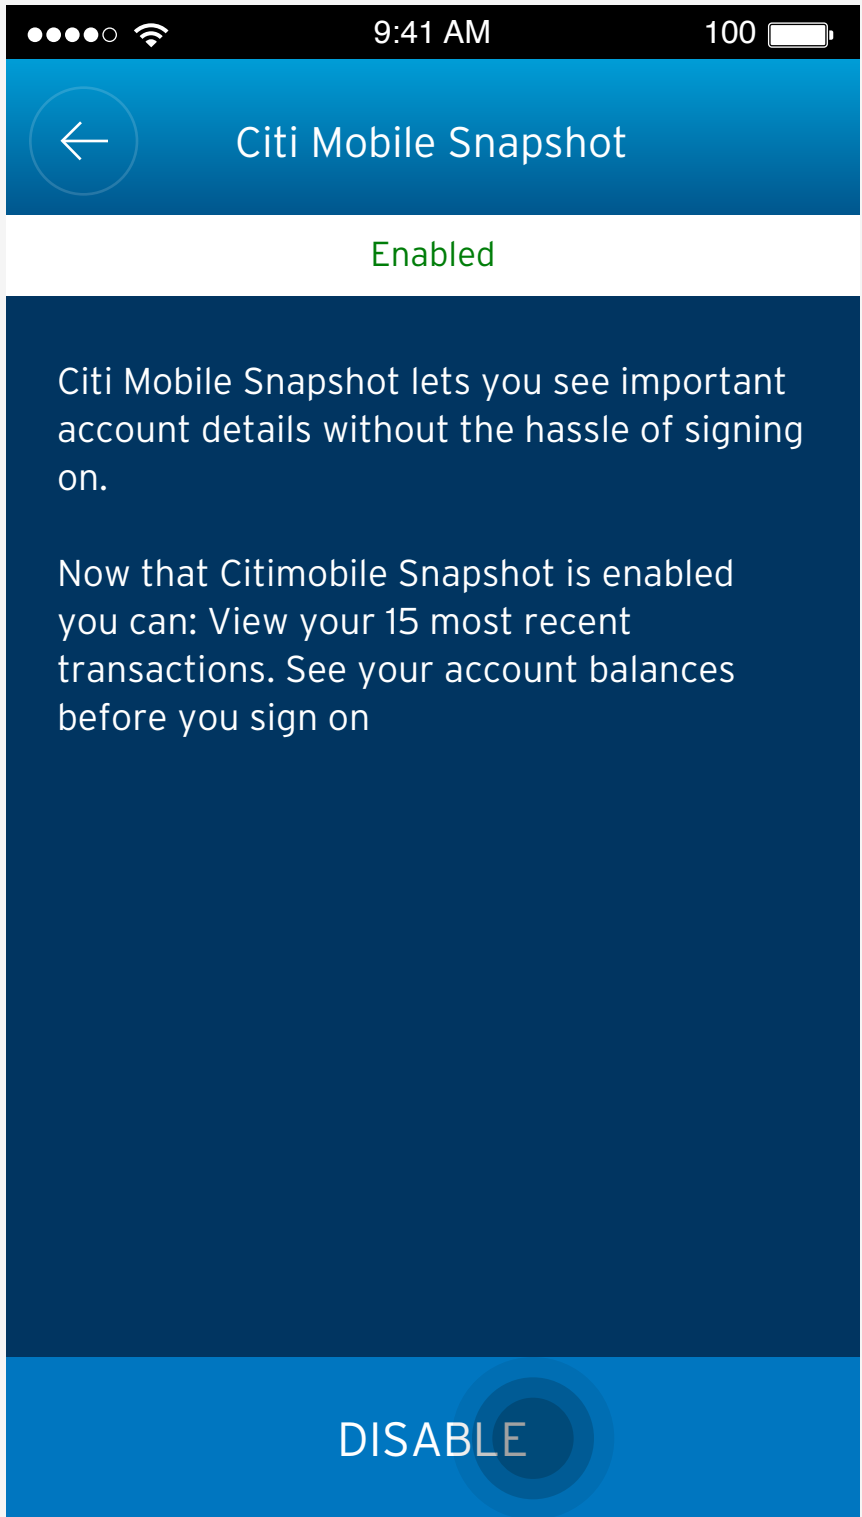 9:41 AM
100
Citi Mobile Snapshot
Enabled
Citi Mobile Snapshot lets you see important
account details without the hassle of signing
on.
Now that Citimobile Snapshot is enabled
you can: View your 15 most recent
transactions. See your account balances
before you sign on
DISABLE